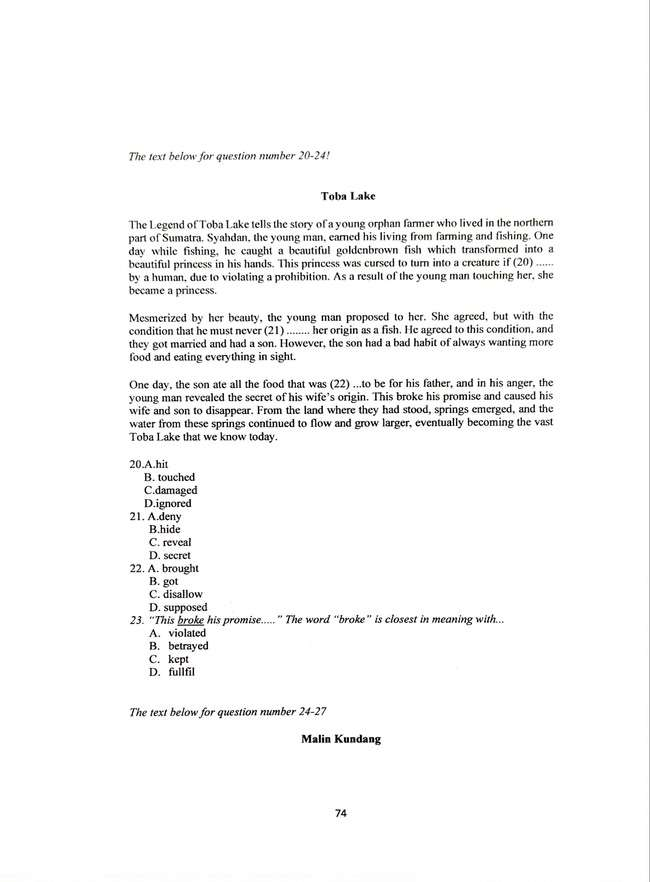 The text below for question number 20-24!
Toba Lake
The Legend of Toba Lake tells the story of a young orphan farmer who lived in the northern
part of Sumatra. Syahdan, the young man, earned his living from farming and fishing. One
day while fishing, he caught a beautiful goldenbrown fish which transformed into a
beautiful princess in his hands. This princess was cursed to turn into a creature if (20) ......
by a human, due to violating a prohibition. As a result of the young man touching her, she
became a princess.
Mesmerized by her beauty, the young man proposed to her. She agreed, but with the
condition that he must never (21) ........ her origin as a fish. He agreed to this condition, and
they got married and had a son. However, the son had a bad habit of always wanting more
food and eating everything in sight.
One day, the son ate all the food that was (22) ...to be for his father, and in his anger, the
young man revealed the secret of his wife's origin. This broke his promise and caused his
wife and son to disappear. From the land where they had stood, springs emerged, and the
water from these springs continued to flow and grow larger, eventually becoming the vast
Toba Lake that we know today.
20.A.hit
B. touched
C.damaged
D.ignored
21. A.deny
B.hide
C. reveal
D. secret
22. A. brought
B. got
C. disallow
D. supposed
23. "This broke his promise....." The word "broke" is closest in meaning with...
A. violated
B. betrayed
C. kept
D. fullfil
The text below for question number 24-27
Malin Kundang
74